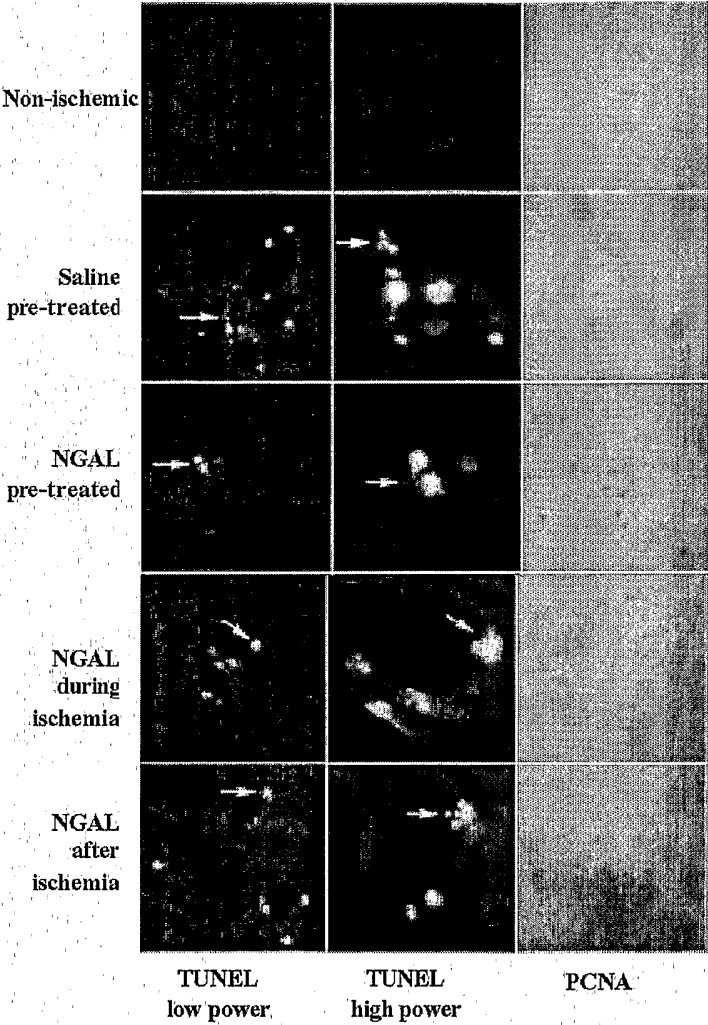 Non-ischemic
Saline
pre-treated
NGAL
pre-treated
NGAL
during
ischemia
NGAL
after
ischemia
TUNEL
low power
TUNEL
high power
PCNA